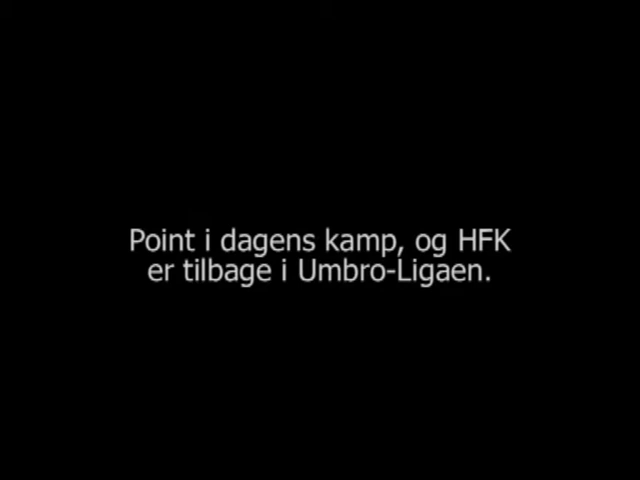 Point i dagens kamp, og HFK
er tilbage i Umbro-Ligaen.